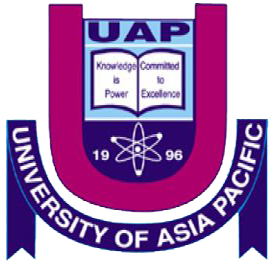 UAP
Knowledge is Power
Committed to Excellence
19 96
UNIVERSITY OF ASIA PACIFIC